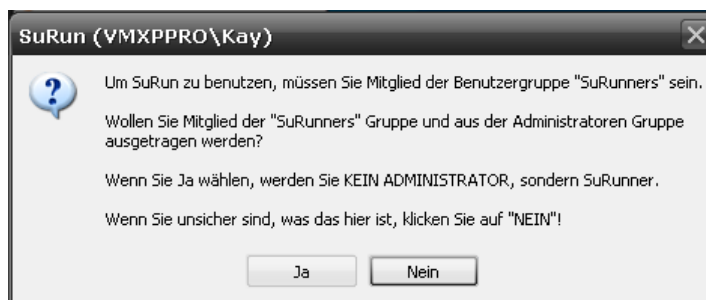 SuRun (VMXPPRO\Kay)
Um SuRun zu benutzen, müssen Sie Mitglied der Benutzergruppe "SuRunners" sein.
Wollen Sie Mitglied der "SuRunners" Gruppe und aus der Administratoren Gruppe
ausgetragen werden?
Wenn Sie Ja wählen, werden Sie KEIN ADMINISTRATOR, sondern SuRunner.
Wenn Sie unsicher sind, was das hier ist, klicken Sie auf "NEIN"!
Ja
Nein